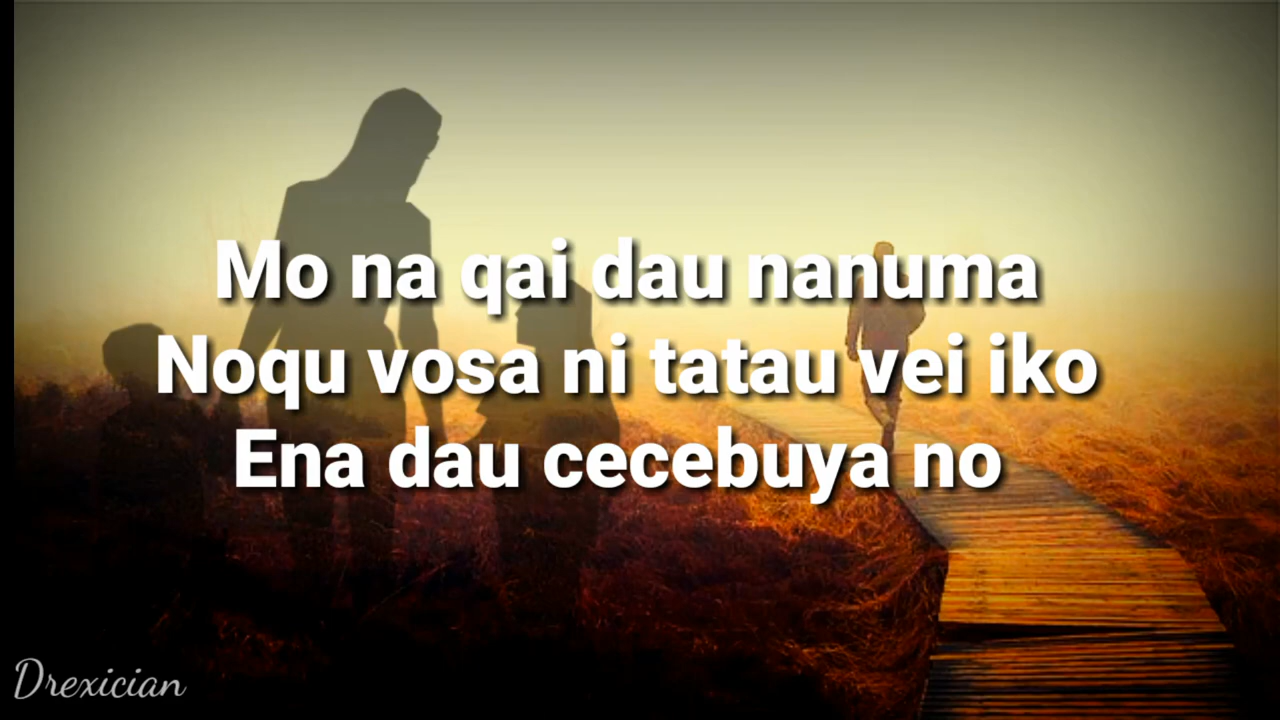 Mo na qai dau nanuma
Noqu vosa ni tatau vei iko
Ena dau cecebuya no
Drexician